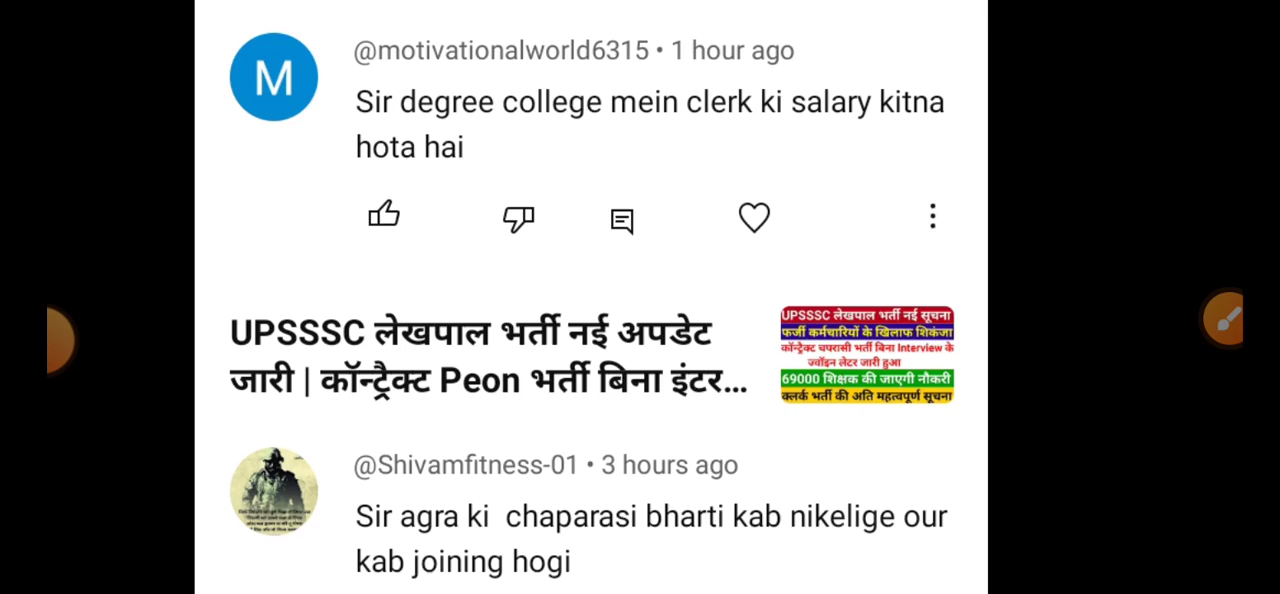 M
@motivationalworld6315 • 1 hour ago
Sir degree college mein clerk ki salary kitna
hota hai
UPSSSC लेखपाल भर्ती नई अपडेट
जारी | कॉन्ट्रैक्ट Peon भर्ती बिना इंटर...
UPSSSC लेखपाल भर्ती नई सूचना
फर्जी कर्मचारियों के खिलाफ शिकंजा
कॉन्ट्रैक्ट चपरासी भर्ती बिना Interview के
ज्वॉइन लेटर जारी हुआ
69000 शिक्षक की जाएगी नौकरी
क्लर्क भर्ती की अति महत्वपूर्ण सूचना
@Shivamfitness-01 • 3 hours ago
Sir agra ki chaparasi bharti kab nikelige our
kab joining hogi